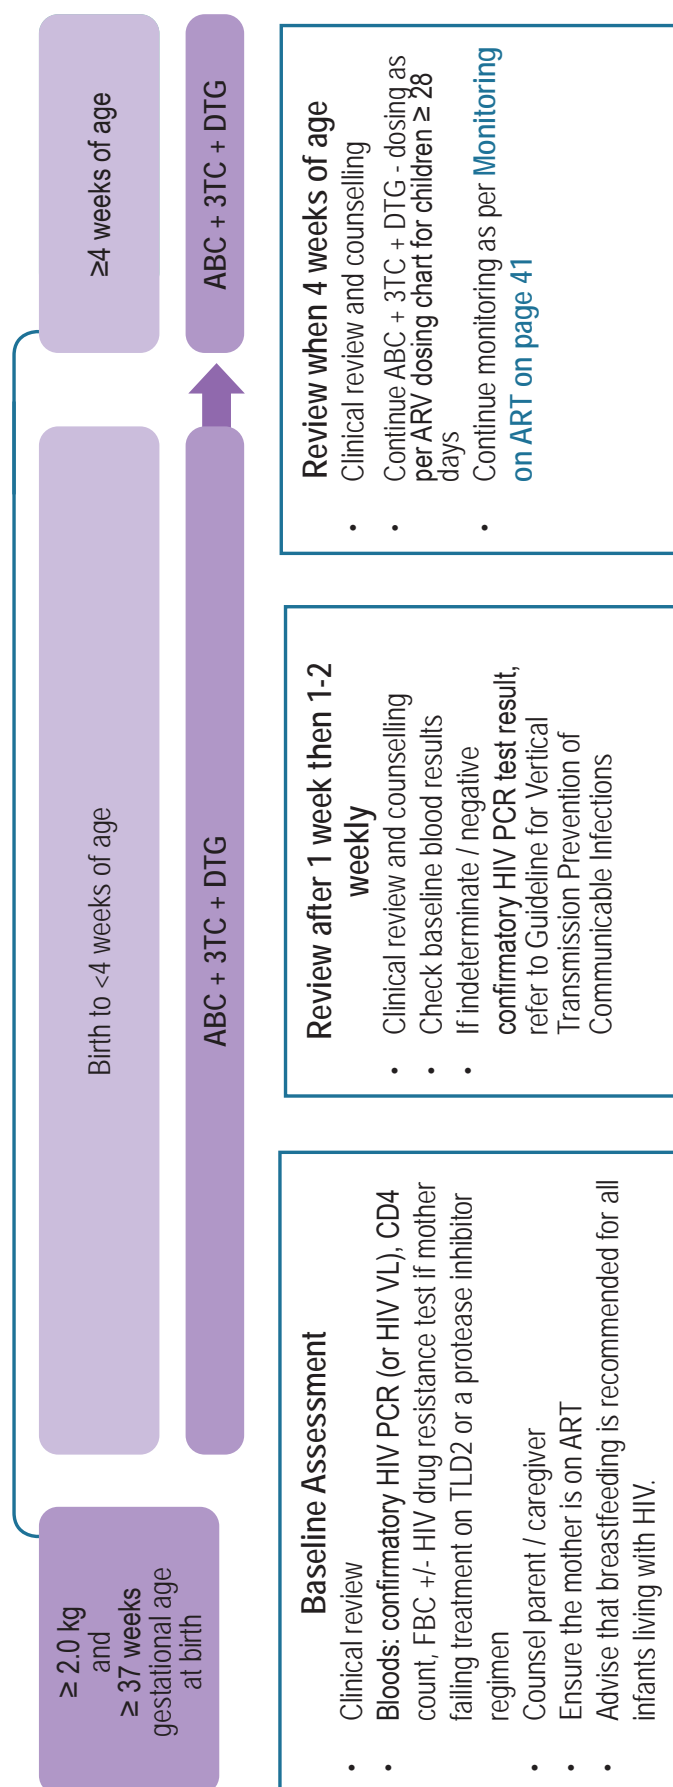 ≥ 2.0 kg
and
≥ 37 weeks
gestational age
at birth
Birth to <4 weeks of age
≥4 weeks of age
ABC + 3TC + DTG
ABC + 3TC + DTG
Baseline Assessment
• Clinical review
• Bloods: confirmatory HIV PCR (or HIV VL), CD4
count, FBC +/- HIV drug resistance test if mother
failing treatment on TLD2 or a protease inhibitor
regimen
• Counsel parent / caregiver
• Ensure the mother is on ART
• Advise that breastfeeding is recommended for all
infants living with HIV.
Review after 1 week then 1-2
weekly
• Clinical review and counselling
• Check baseline blood results
• If indeterminate / negative
confirmatory HIV PCR test result,
refer to Guideline for Vertical
Transmission Prevention of
Communicable Infections
Review when 4 weeks of age
• Clinical review and counselling
• Continue ABC + 3TC + DTG - dosing as
per ARV dosing chart for children ≥ 28
days
• Continue monitoring as per Monitoring
on ART on page 41